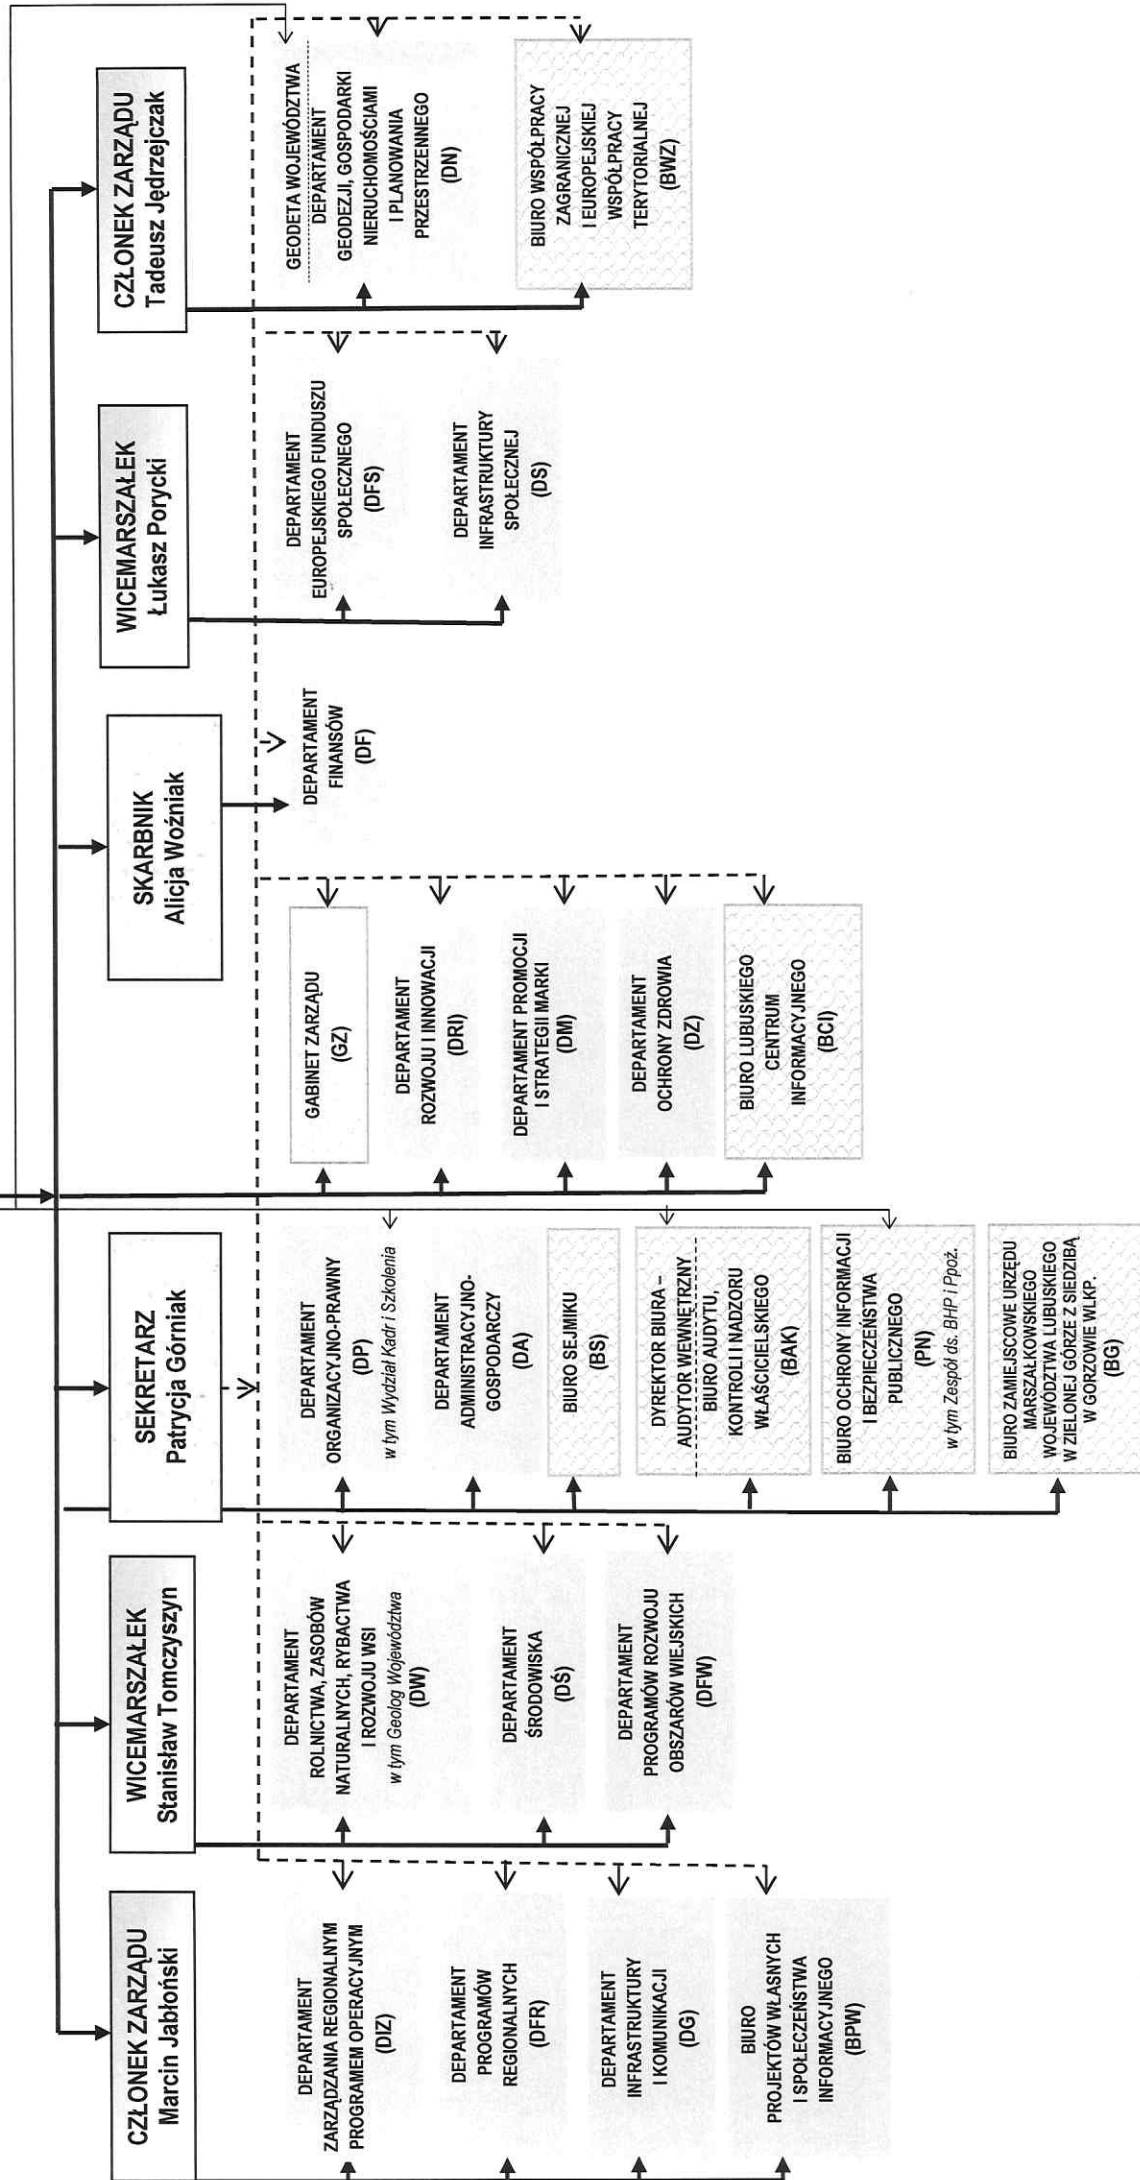 CZŁONEK ZARZĄDU
Marcin Jabłoński
DEPARTAMENT
ZARZĄDZANIA REGIONALNYM
PROGRAMEM OPERACYJNYM
(DIZ)
DEPARTAMENT
PROGRAMÓW
REGIONALNYCH
(DFR)
DEPARTAMENT
INFRASTRUKTURY
I KOMUNIKACJI
(DG)
BIURO
PROJEKTÓW WŁASNYCH
I SPOŁECZEŃSTWA
INFORMACYJNEGO
(BPW)
WICEMARSZAŁEK
Stanisław Tomczyszyn
DEPARTAMENT
ROLNICTWA, ZASOBÓW
NATURALNYCH, RYBACTWA
I ROZWOJU WSI
(DW)
w tym Geolog Województwa
DEPARTAMENT
ŚRODOWISKA
(DŚ)
DEPARTAMENT
PROGRAMÓW ROZWOJU
OBSZARÓW WIEJSKICH
(DFW)
SEKRETARZ
Patrycja Górniak
DEPARTAMENT
ORGANIZACYJNO-PRAWNY
(DP)
w tym Wydział Kadr i Szkolenia
DEPARTAMENT
ADMINISTRACYJNO-
GOSPODARCZY
(DA)
BIURO SEJMIKU
(BS)
DYREKTOR BIURA –
AUDYTOR WEWNĘTRZNY
BIURO AUDYTU,
KONTROLI I NADZORU
WŁAŚCICIELSKIEGO
(BAK)
BIURO OCHRONY INFORMACJI
I BEZPIECZEŃSTWA
PUBLICZNEGO
(PN)
w tym Zespół ds. BHP i Ppoż.
BIURO ZAMIEJSCOWE URZĘDU
MARSZAŁKOWSKIEGO
WOJEWÓDZTWA LUBUSKIEGO
W ZIELONEJ GÓRZE Z SIEDZIBĄ
W GORZOWIE WLKP.
(BG)
GABINET ZARZĄDU
(GZ)
DEPARTAMENT
ROZWOJU I INNOWACJI
(DRI)
DEPARTAMENT PROMOCJI
I STRATEGII MARKI
(DM)
DEPARTAMENT
OCHRONY ZDROWIA
(DZ)
BIURO LUBUSKIEGO
CENTRUM
INFORMACYJNEGO
(BCI)
SKARBNIK
Alicja Woźniak
DEPARTAMENT
FINANSÓW
(DF)
WICEMARSZAŁEK
Łukasz Porycki
DEPARTAMENT
EUROPEJSKIEGO FUNDUSZU
SPOŁECZNEGO
(DFS)
DEPARTAMENT
INFRASTRUKTURY
SPOŁECZNEJ
(DS)
CZŁONEK ZARZĄDU
Tadeusz Jędrzejczak
GEODETA WOJEWÓDZTWA
DEPARTAMENT
GEODEZJI, GOSPODARKI
NIERUCHOMOŚCIAMI
I PLANOWANIA
PRZESTRZENNEGO
(DN)
BIURO WSPÓŁPRACY
ZAGRANICZNEJ
I EUROPEJSKIEJ
WSPÓŁPRACY
TERYTORIALNEJ
(BWZ)